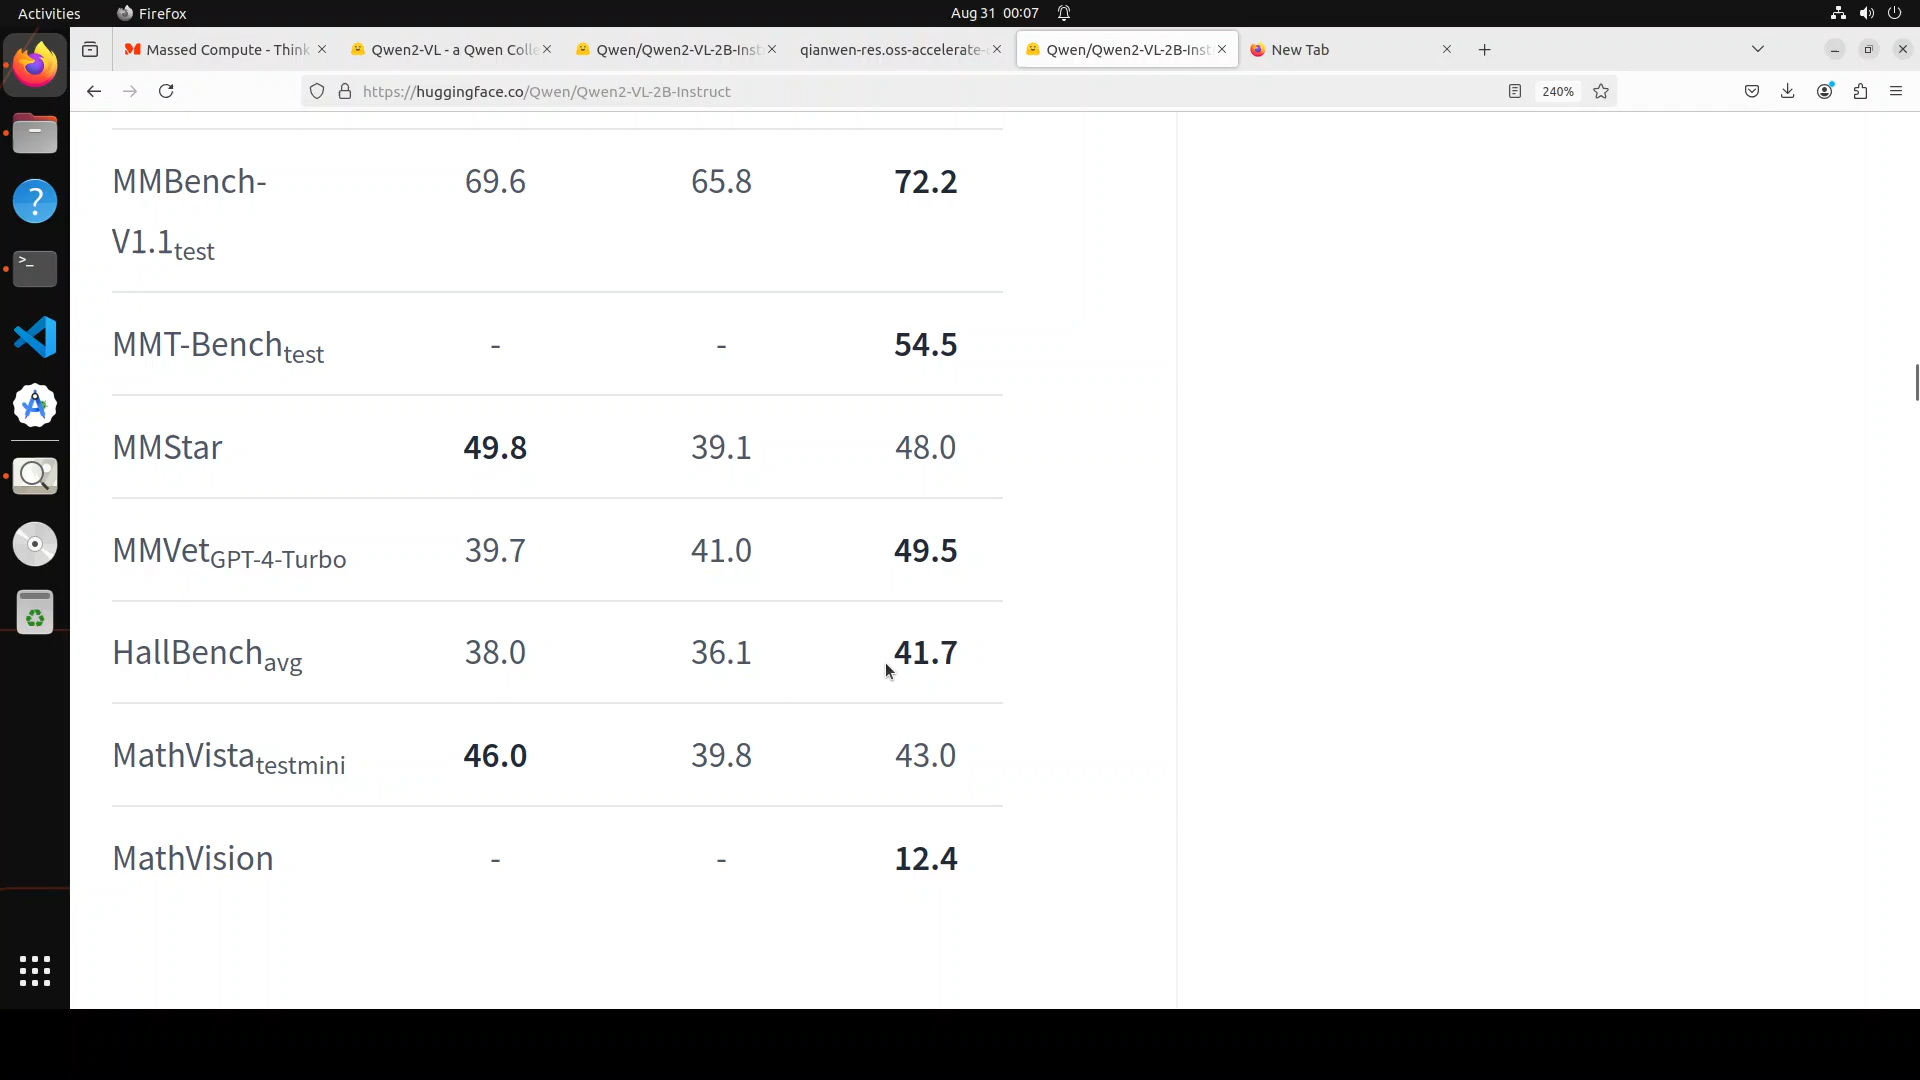 Activities Firefox Aug 31 00:07
Massed Compute - Think Qwen2-VL - a Qwen Colle Qwen/Qwen2-VL-2B-Inst qianwen-res.oss-accelerate- Qwen/Qwen2-VL-2B-Inst New Tab
https://huggingface.co/Qwen/Qwen2-VL-2B-Instruct 240%
MMBench- 69.6 65.8 72.2
V1.1test
MMT-Benchtest - - 54.5
MMStar 49.8 39.1 48.0
MMVetGPT-4-Turbo 39.7 41.0 49.5
HallBenchavg 38.0 36.1 41.7
MathVistatestmini 46.0 39.8 43.0
MathVision - - 12.4